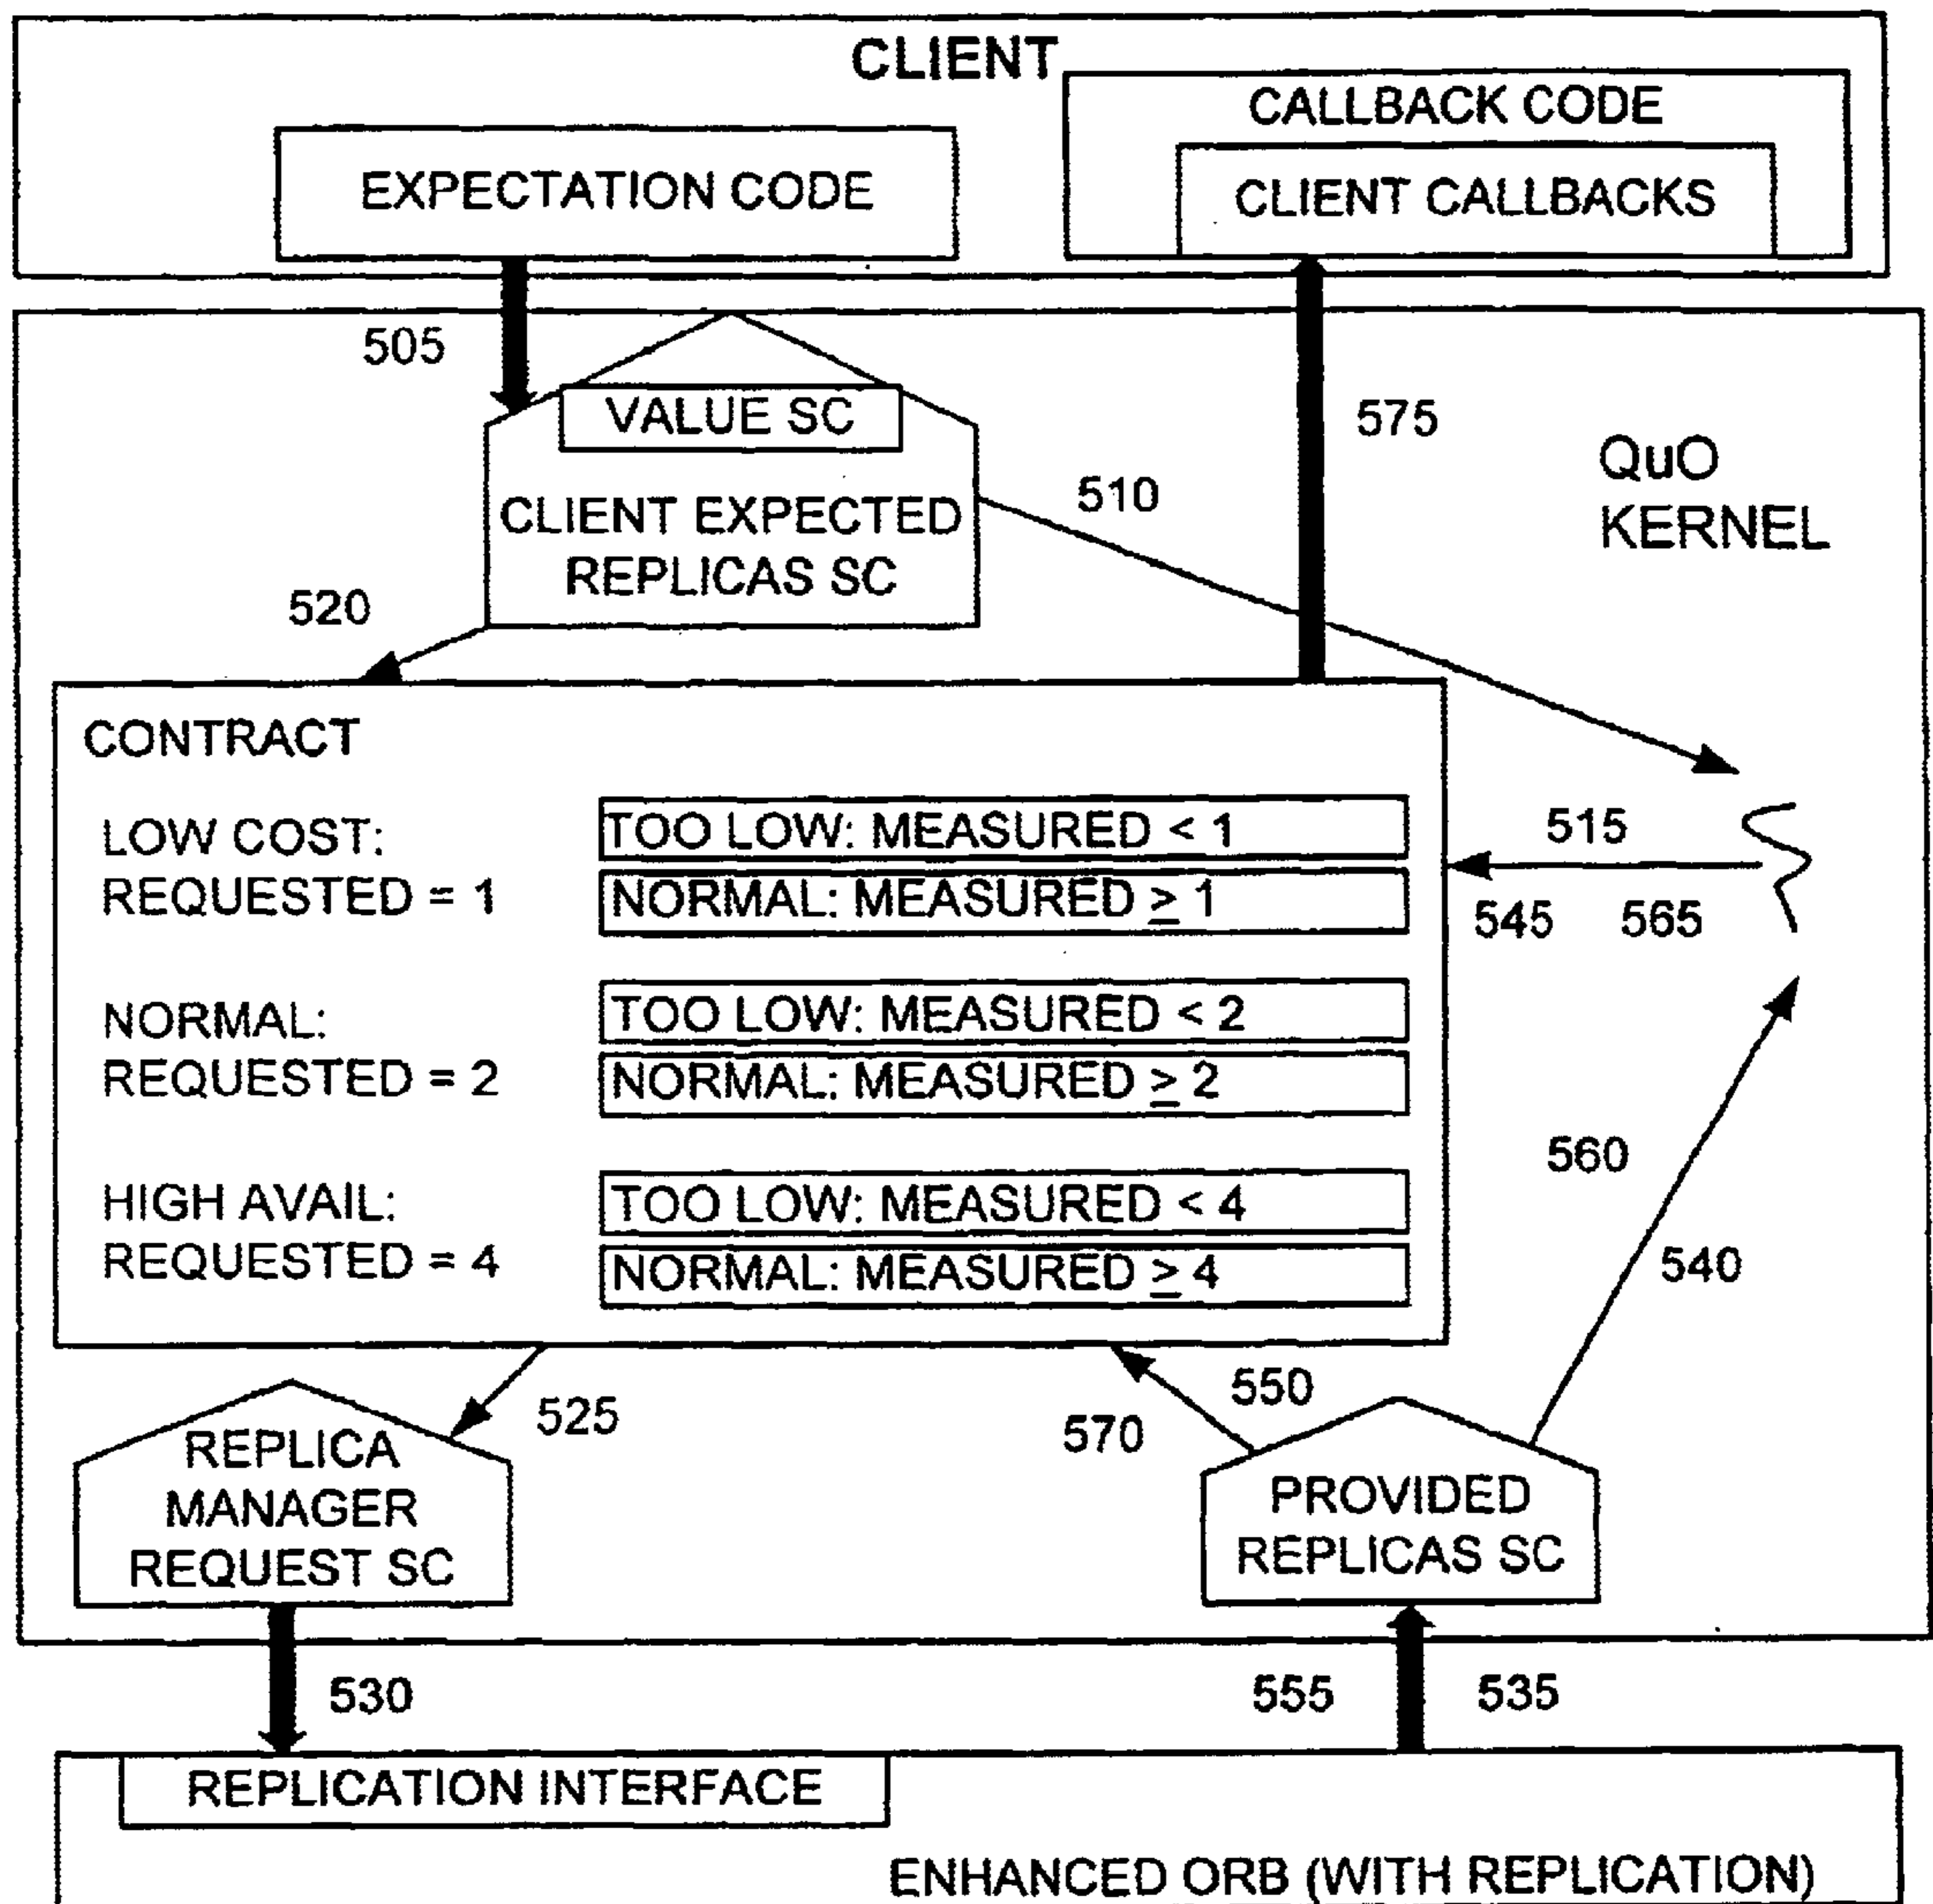 CLIENT
CALLBACK CODE
EXPECTATION CODE
CLIENT CALLBACKS
505
VALUE SC
575
QuO
KERNEL
510
CLIENT EXPECTED
REPLICAS SC
520
CONTRACT
LOW COST:
REQUESTED = 1
TOO LOW: MEASURED < 1
NORMAL: MEASURED ≥ 1
515
545
565
NORMAL:
REQUESTED = 2
TOO LOW: MEASURED < 2
NORMAL: MEASURED ≥ 2
560
HIGH AVAIL:
REQUESTED = 4
TOO LOW: MEASURED < 4
NORMAL: MEASURED ≥ 4
540
525
550
570
REPLICA
MANAGER
REQUEST SC
PROVIDED
REPLICAS SC
530
555
535
REPLICATION INTERFACE
ENHANCED ORB (WITH REPLICATION)